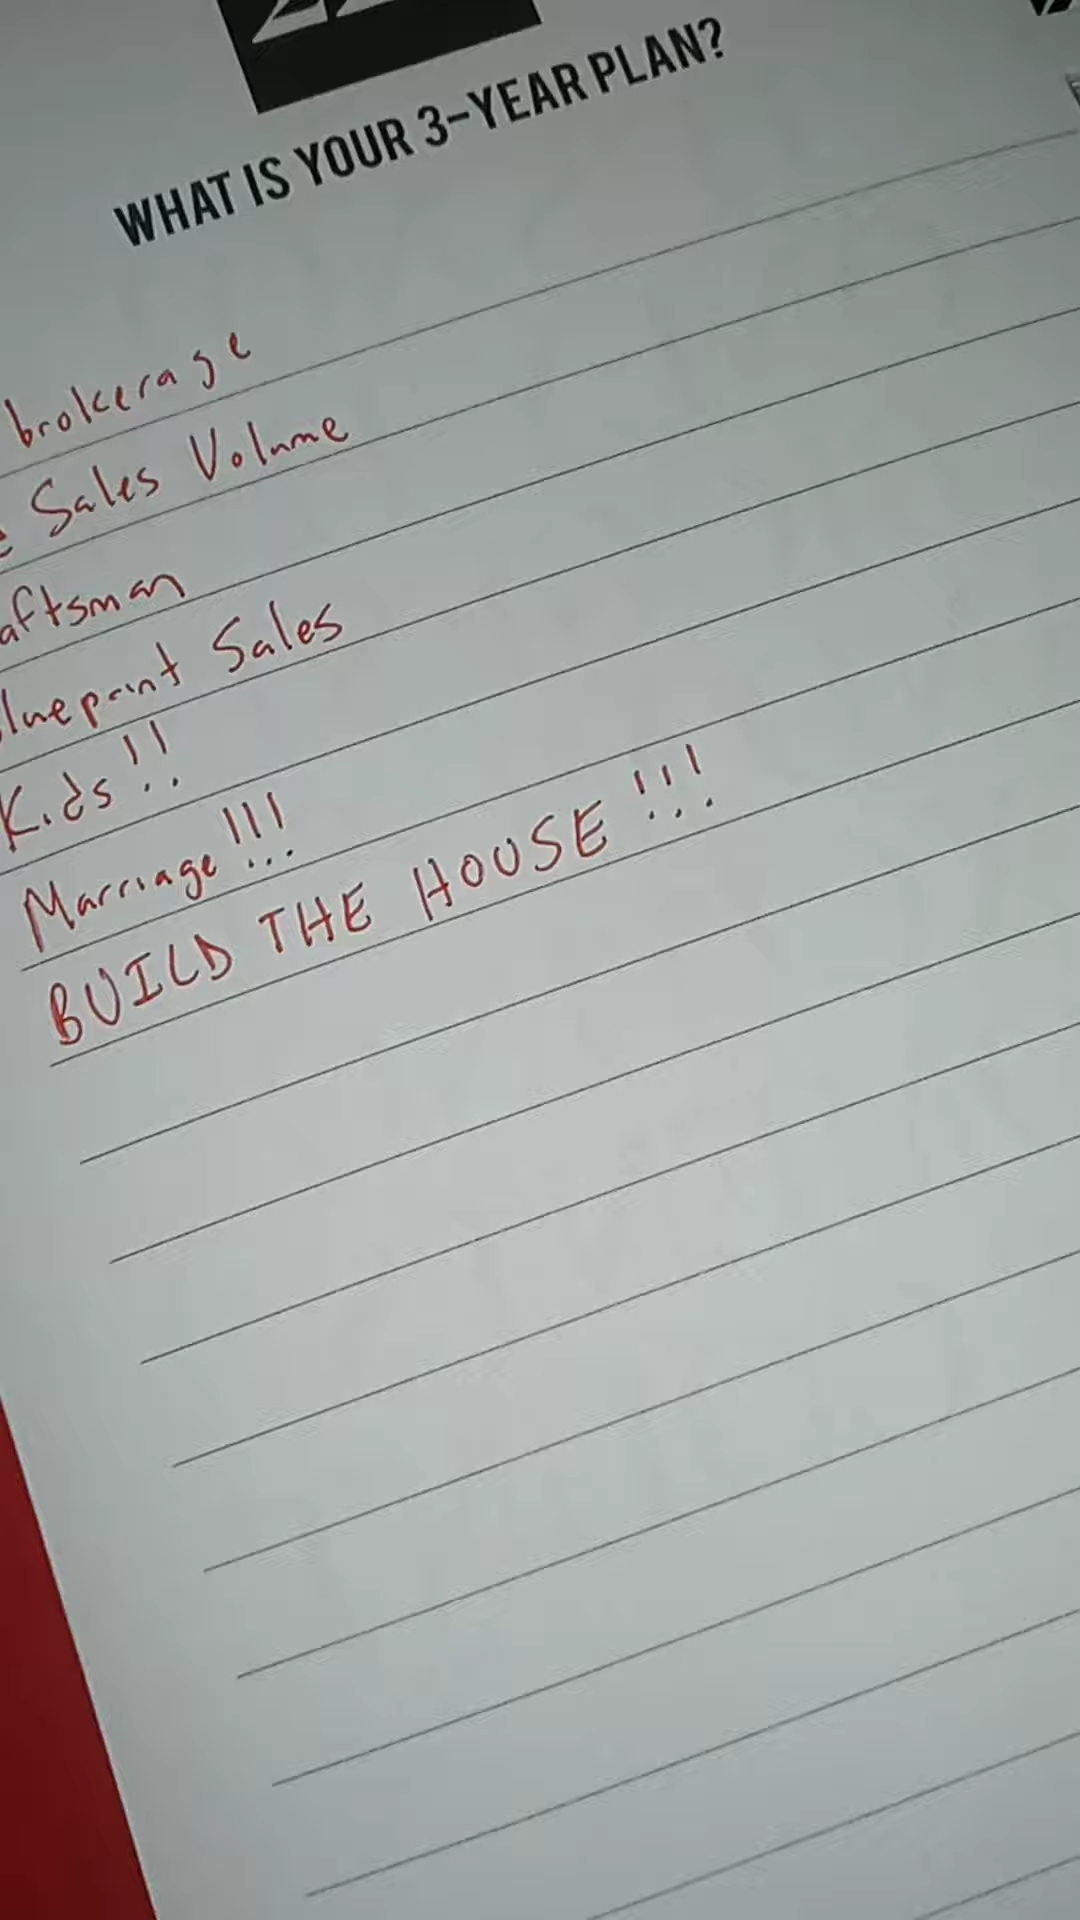 WHAT IS YOUR 3-YEAR PLAN?
brokerage
Sales Volume
aftsman
lueprint Sales
Kids!!
Marriage!!!
BUILD THE HOUSE!!!